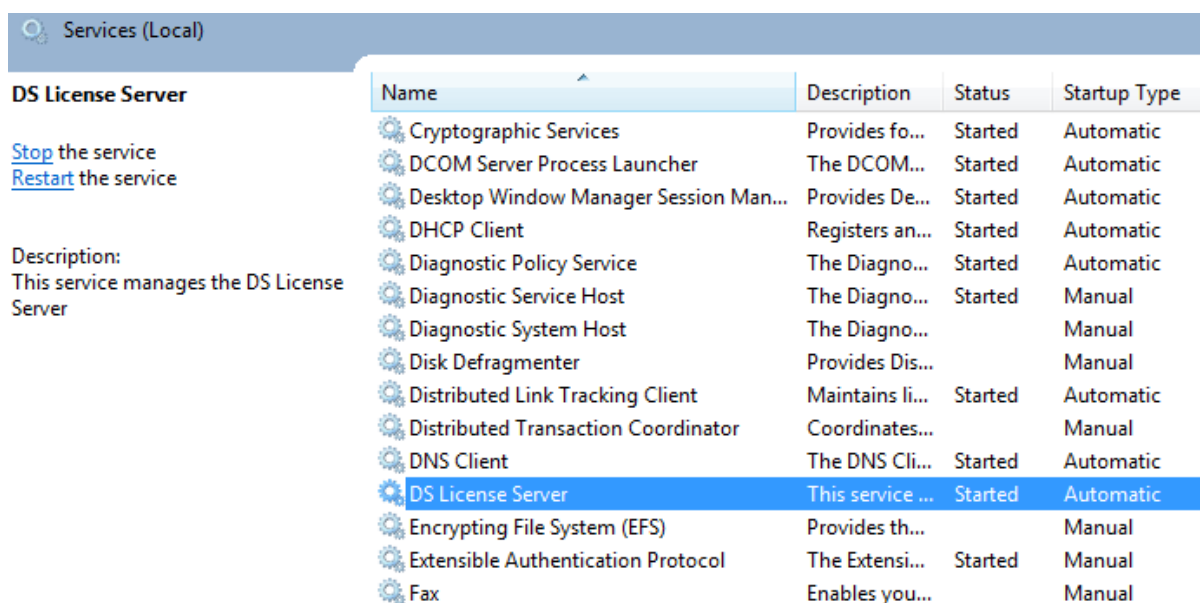 Services (Local)
DS License Server
Stop the service
Restart the service
Description:
This service manages the DS License
Server
Name Description Status Startup Type
Cryptographic Services Provides fo... Started Automatic
DCOM Server Process Launcher The DCOM... Started Automatic
Desktop Window Manager Session Man... Provides De... Started Automatic
DHCP Client Registers an... Started Automatic
Diagnostic Policy Service The Diagno... Started Automatic
Diagnostic Service Host The Diagno... Started Manual
Diagnostic System Host The Diagno... Manual
Disk Defragmenter Provides Dis... Manual
Distributed Link Tracking Client Maintains li... Started Automatic
Distributed Transaction Coordinator Coordinates... Manual
DNS Client The DNS Cli... Started Automatic
DS License Server This service ... Started Automatic
Encrypting File System (EFS) Provides th... Manual
Extensible Authentication Protocol The Extensi... Started Manual
Fax Enables you... Manual